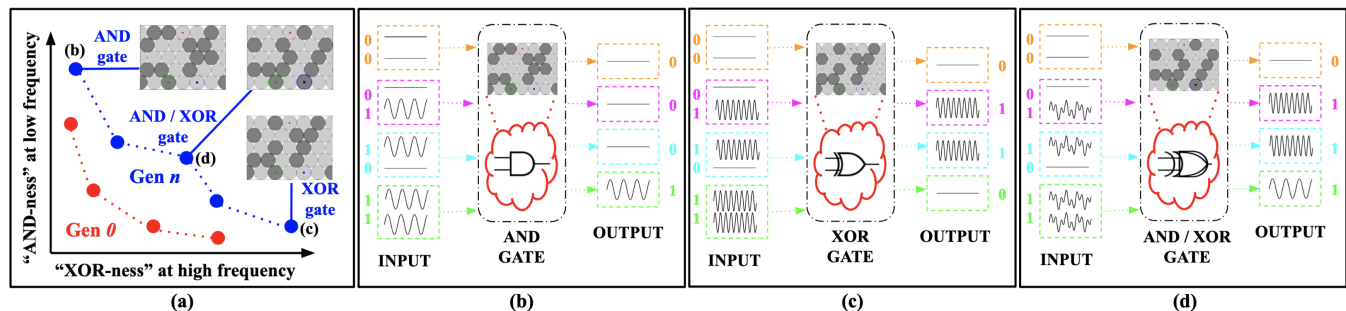 "AND-ness" at low frequency
(b)
AND
gate
AND / XOR
gate
(d)
Gen n
Gen 0
XOR
gate
(c)
"XOR-ness" at high frequency
(a)
0
0
0
1
1
0
1
1
INPUT
AND
GATE
0
0
0
1
OUTPUT
(b)
0
0
0
1
1
0
1
1
INPUT
XOR
GATE
0
1
1
0
OUTPUT
(c)
0
0
0
1
1
0
1
1
INPUT
AND / XOR
GATE
0
1
1
1
OUTPUT
(d)